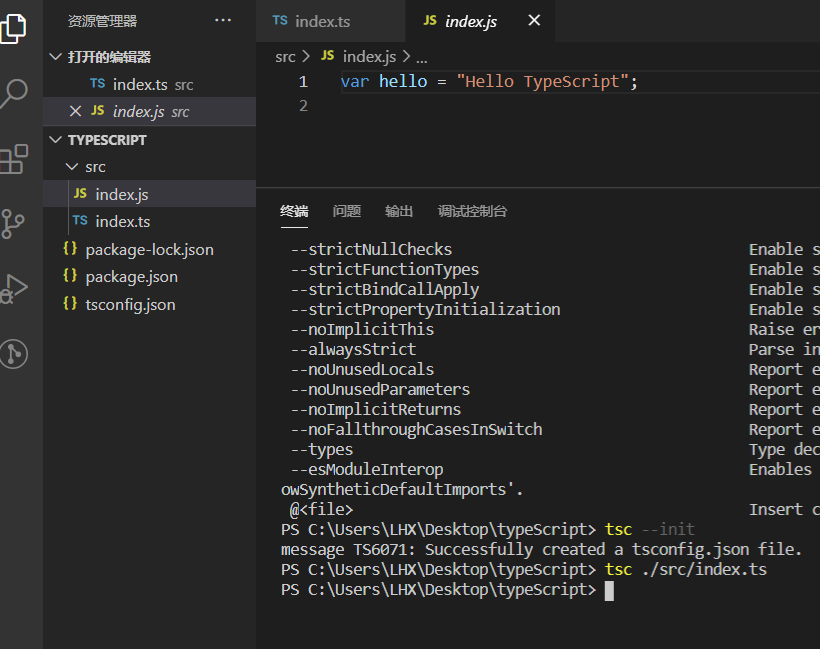 资源管理器 ···
打开的编辑器
TS index.ts src
JS index.js src
TYPESCRIPT
src
JS index.js
TS index.ts
{} package-lock.json
{} package.json
{} tsconfig.json
TS index.ts JS index.js
src > JS index.js > ...
1 var hello = "Hello TypeScript";
2
终端 问题 输出 调试控制台
--strictNullChecks Enable s
--strictFunctionTypes Enable s
--strictBindCallApply Enable s
--strictPropertyInitialization Enable s
--noImplicitThis Raise er
--alwaysStrict Parse in
--noUnusedLocals Report e
--noUnusedParameters Report e
--noImplicitReturns Report e
--noFallthroughCasesInSwitch Report e
--types Type dec
--esModuleInterop Enables
owSyntheticDefaultImports'.
@<file> Insert c
PS C:\Users\LHX\Desktop\typeScript> tsc --init
message TS6071: Successfully created a tsconfig.json file.
PS C:\Users\LHX\Desktop\typeScript> tsc ./src/index.ts
PS C:\Users\LHX\Desktop\typeScript>